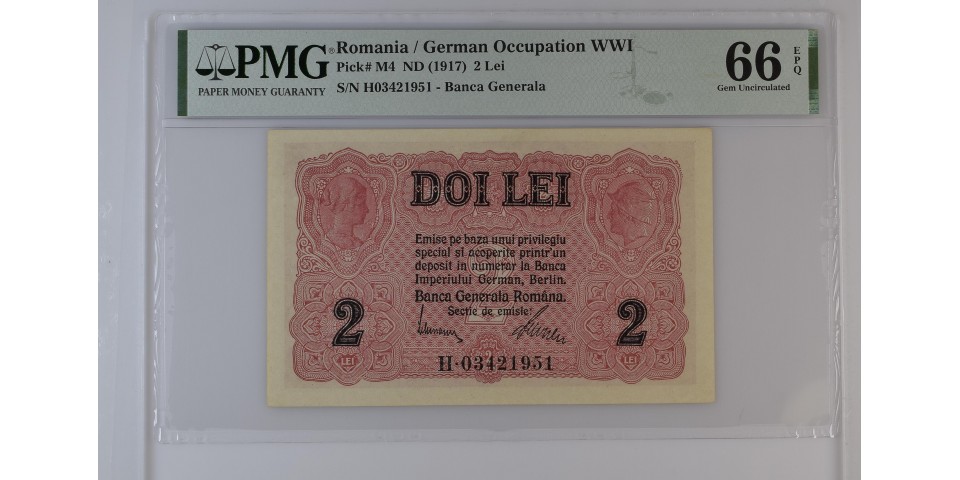 PMG®
PAPER MONEY GUARANTY
Romania / German Occupation WWI
Pick# M4 ND (1917) 2 Lei
S/N H03421951 - Banca Generala
66 EPQ
Gem Uncirculated
DOI LEI
Emise pe baza unui privilegiu
special si acoperite printr'un
deposit in numerar la Banca
Imperiului German, Berlin.
Banca Generala Romăna.
Sectie de emisie:
2
2
2
LEI
LEI
H·03421951